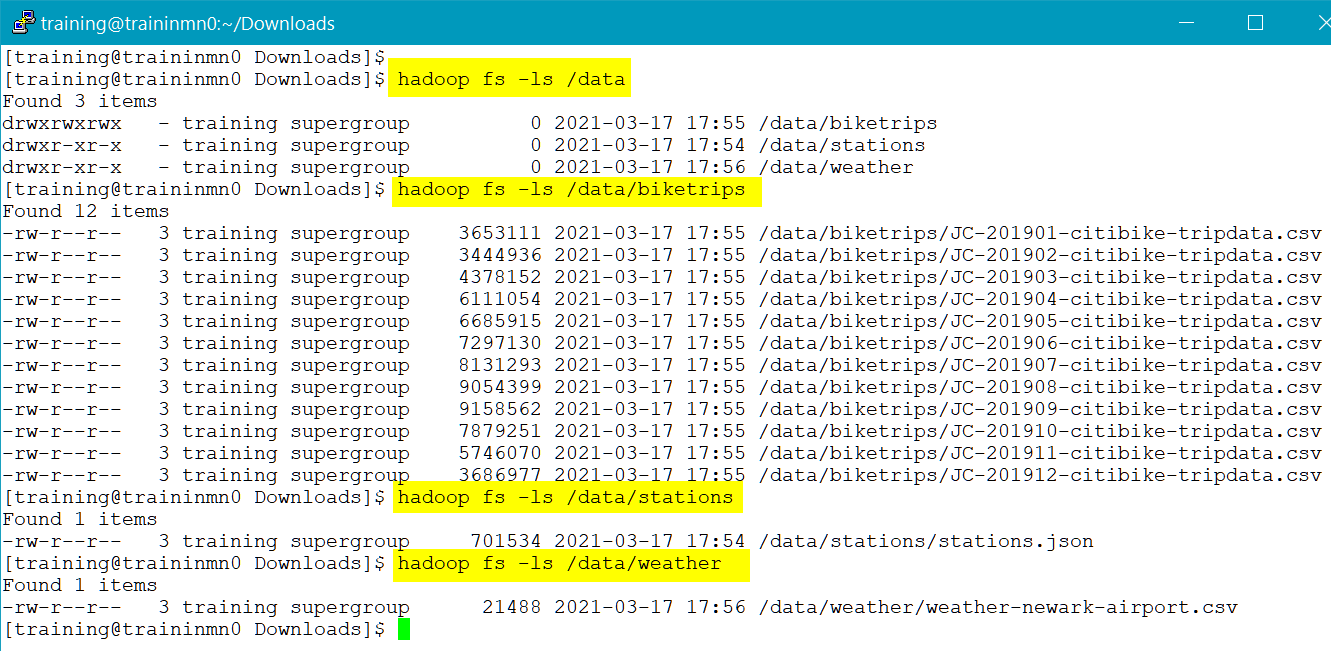 training@traininmn0:~/Downloads
[training@traininmn0 Downloads]$
[training@traininmn0 Downloads]$ hadoop fs -ls /data
Found 3 items
drwxrwxrwx   - training supergroup          0 2021-03-17 17:55 /data/biketrips
drwxr-xr-x   - training supergroup          0 2021-03-17 17:54 /data/stations
drwxr-xr-x   - training supergroup          0 2021-03-17 17:56 /data/weather
[training@traininmn0 Downloads]$ hadoop fs -ls /data/biketrips
Found 12 items
-rw-r--r--   3 training supergroup    3653111 2021-03-17 17:55 /data/biketrips/JC-201901-citibike-tripdata.csv
-rw-r--r--   3 training supergroup    3444936 2021-03-17 17:55 /data/biketrips/JC-201902-citibike-tripdata.csv
-rw-r--r--   3 training supergroup    4378152 2021-03-17 17:55 /data/biketrips/JC-201903-citibike-tripdata.csv
-rw-r--r--   3 training supergroup    6111054 2021-03-17 17:55 /data/biketrips/JC-201904-citibike-tripdata.csv
-rw-r--r--   3 training supergroup    6685915 2021-03-17 17:55 /data/biketrips/JC-201905-citibike-tripdata.csv
-rw-r--r--   3 training supergroup    7297130 2021-03-17 17:55 /data/biketrips/JC-201906-citibike-tripdata.csv
-rw-r--r--   3 training supergroup    8131293 2021-03-17 17:55 /data/biketrips/JC-201907-citibike-tripdata.csv
-rw-r--r--   3 training supergroup    9054399 2021-03-17 17:55 /data/biketrips/JC-201908-citibike-tripdata.csv
-rw-r--r--   3 training supergroup    9158562 2021-03-17 17:55 /data/biketrips/JC-201909-citibike-tripdata.csv
-rw-r--r--   3 training supergroup    7879251 2021-03-17 17:55 /data/biketrips/JC-201910-citibike-tripdata.csv
-rw-r--r--   3 training supergroup    5746070 2021-03-17 17:55 /data/biketrips/JC-201911-citibike-tripdata.csv
-rw-r--r--   3 training supergroup    3686977 2021-03-17 17:55 /data/biketrips/JC-201912-citibike-tripdata.csv
[training@traininmn0 Downloads]$ hadoop fs -ls /data/stations
Found 1 items
-rw-r--r--   3 training supergroup     701534 2021-03-17 17:54 /data/stations/stations.json
[training@traininmn0 Downloads]$ hadoop fs -ls /data/weather
Found 1 items
-rw-r--r--   3 training supergroup      21488 2021-03-17 17:56 /data/weather/weather-newark-airport.csv
[training@traininmn0 Downloads]$